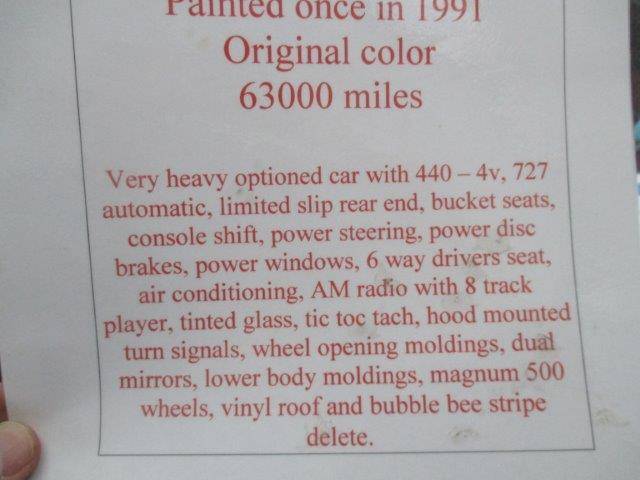 Painted once in 1991
Original color
63000 miles
Very heavy optioned car with 440 – 4v, 727
automatic, limited slip rear end, bucket seats,
console shift, power steering, power disc
brakes, power windows, 6 way drivers seat,
air conditioning, AM radio with 8 track
player, tinted glass, tic toc tach, hood mounted
turn signals, wheel opening moldings, dual
mirrors, lower body moldings, magnum 500
wheels, vinyl roof and bubble bee stripe
delete.